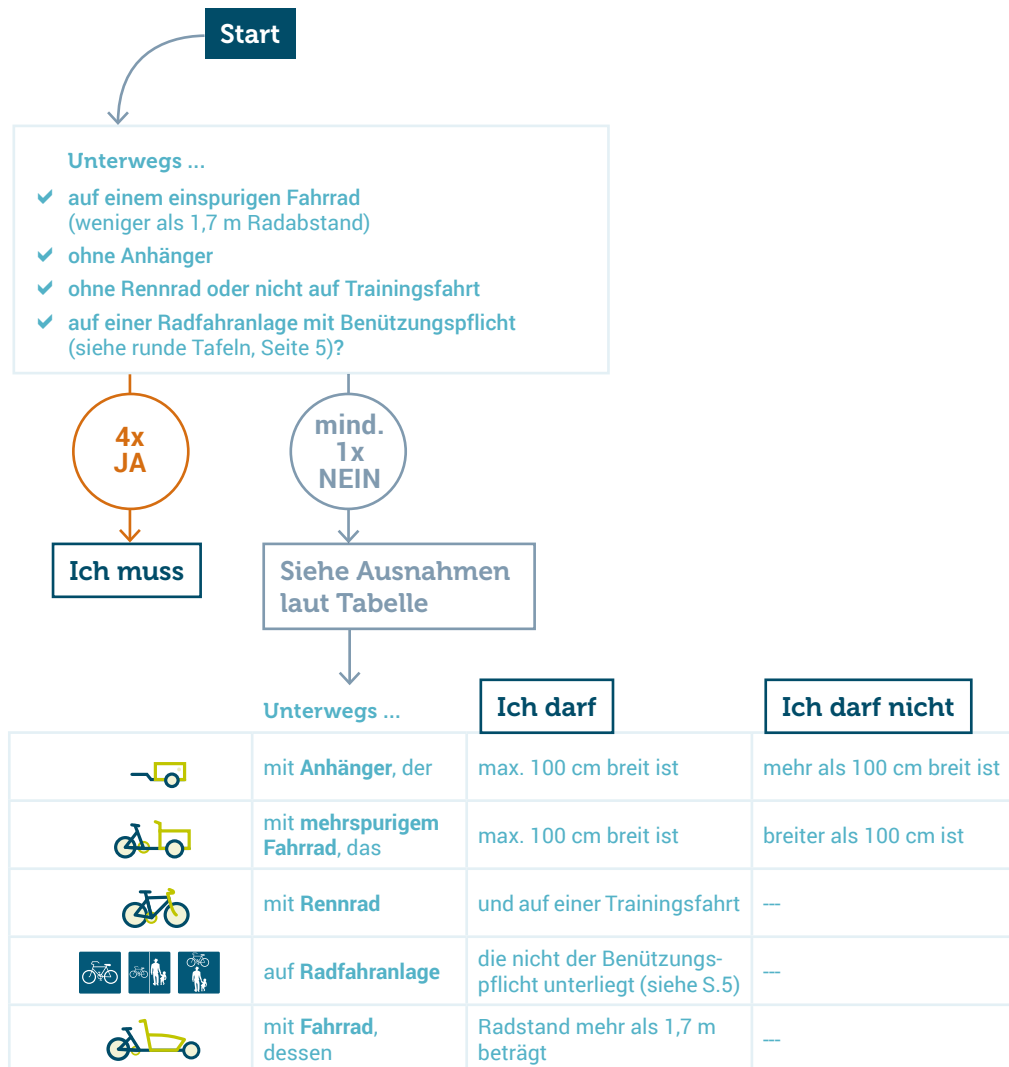 Start
Unterwegs ...
auf einem einspurigen Fahrrad
(weniger als 1,7 m Radabstand)
ohne Anhänger
ohne Rennrad oder nicht auf Trainingsfahrt
auf einer Radfahranlage mit Benützungspflicht
(siehe runde Tafeln, Seite 5)?
4x
JA
mind.
1x
NEIN
Ich muss
Siehe Ausnahmen
laut Tabelle
Unterwegs ...
Ich darf
Ich darf nicht
mit Anhänger, der
max. 100 cm breit ist
mehr als 100 cm breit ist
mit mehrspurigem
Fahrrad, das
max. 100 cm breit ist
breiter als 100 cm ist
mit Rennrad
und auf einer Trainingsfahrt
---
auf Radfahranlage
die nicht der Benützungs-
pflicht unterliegt (siehe S.5)
---
mit Fahrrad,
dessen
Radstand mehr als 1,7 m
beträgt
---